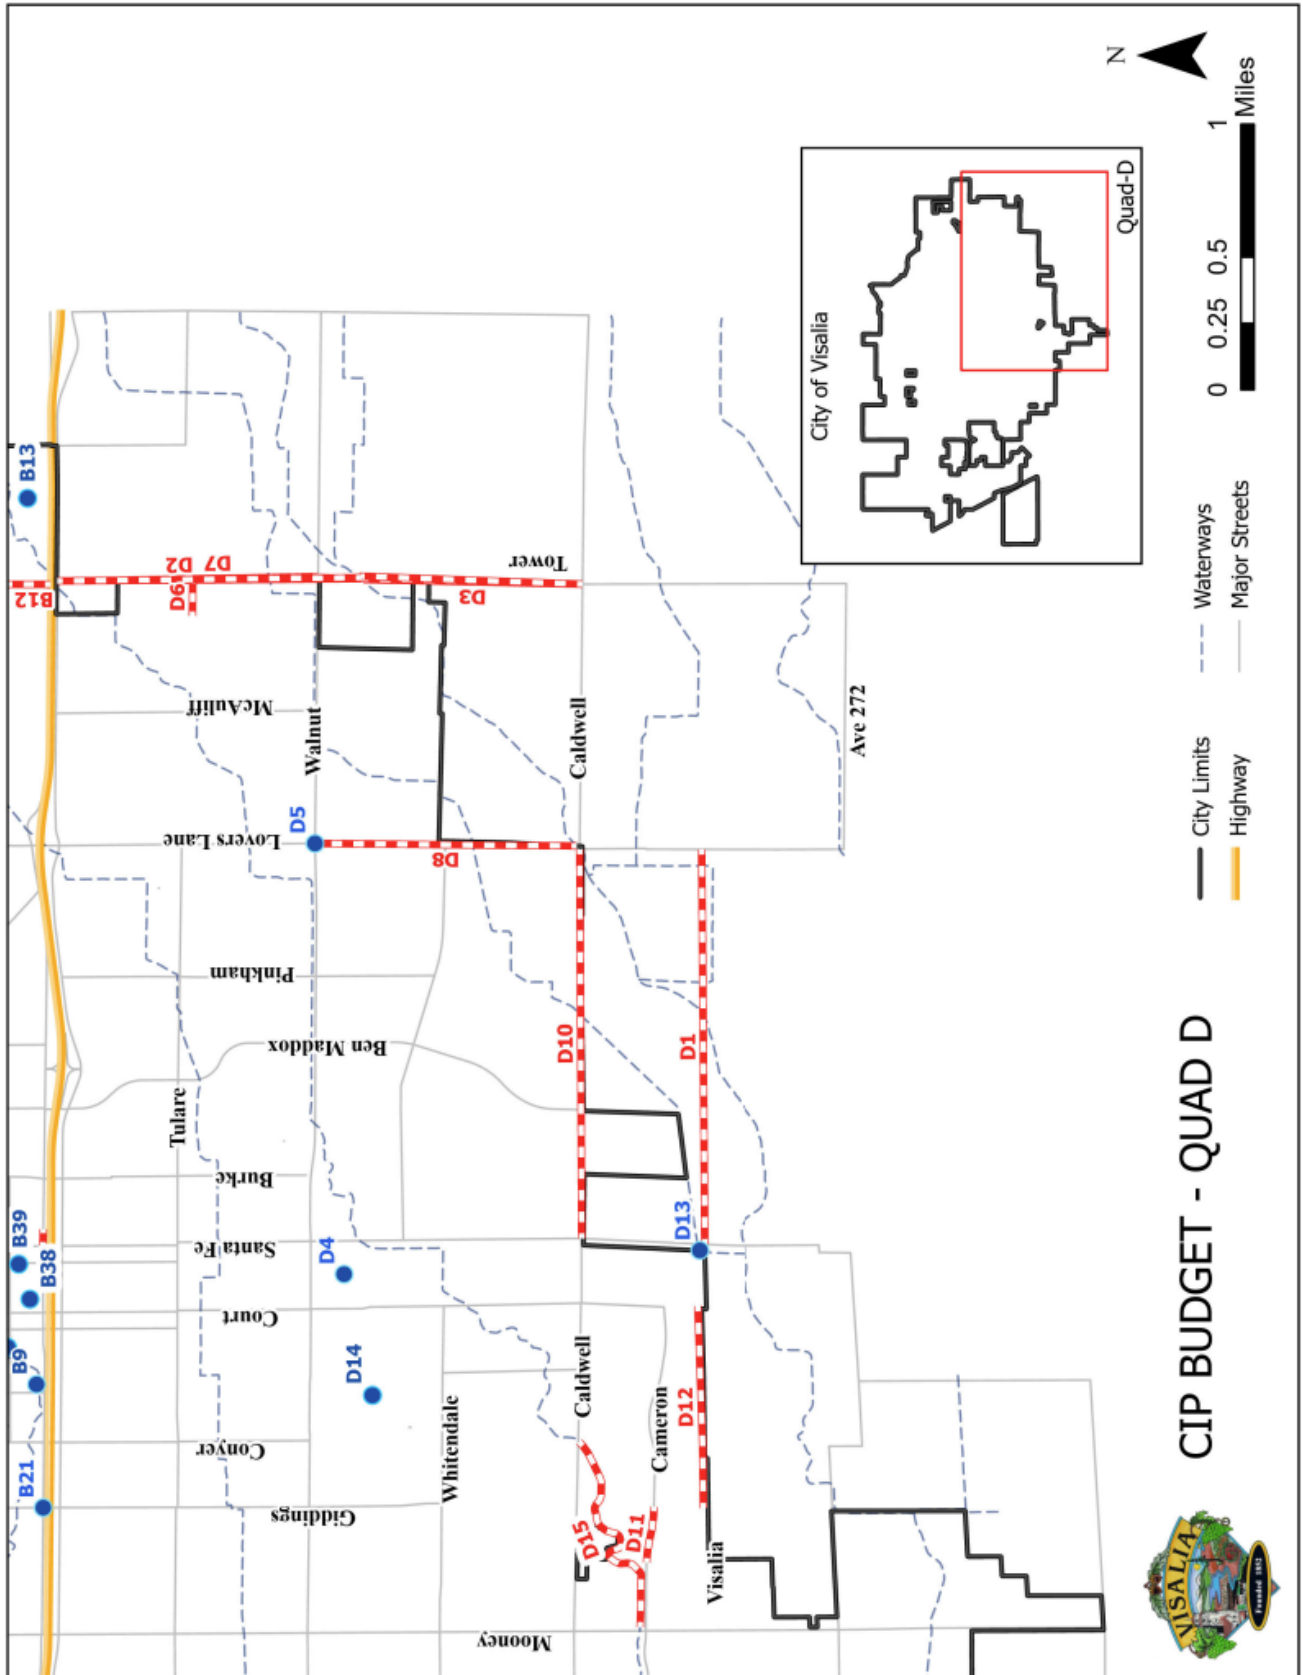 B21
B9
B38
B39
B13
B12
D6
D2
D7
D3
Tower
McAuliff
Walnut
D5
Lovers Lane
D8
Caldwell
Ave 272
Pinkham
Ben Maddox
Tulare
Burke
Santa Fe
Court
Conyer
Giddings
Mooney
D4
D14
Whitendale
Caldwell
Cameron
Visalia
D10
D1
D13
D12
D15
D11
City of Visalia
Quad-D
N
0 0.25 0.5 1
Miles
City Limits
Highway
Waterways
Major Streets
CIP BUDGET - QUAD D
VISALIA
Founded 1852